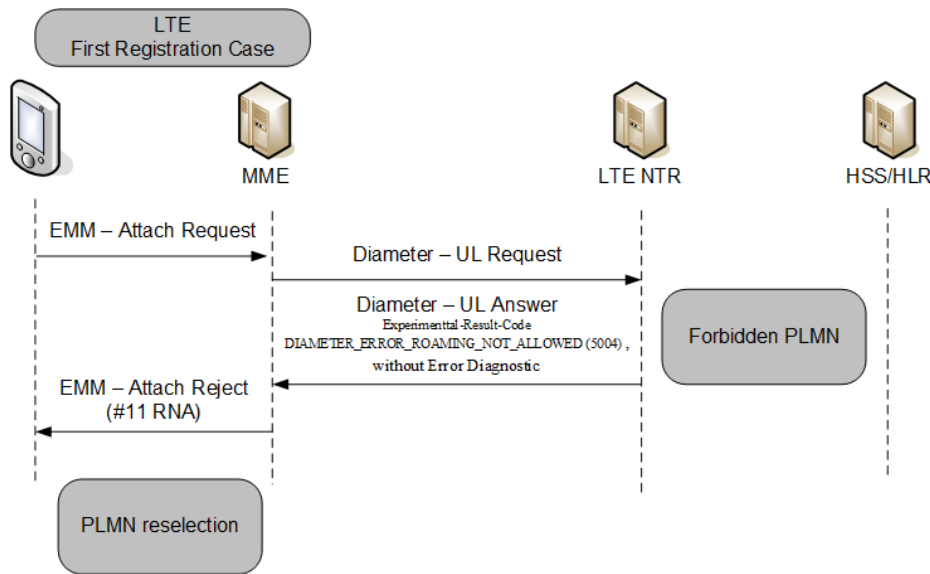 LTE
First Registration Case
MME
LTE NTR
HSS/HLR
EMM – Attach Request
Diameter – UL Request
Diameter – UL Answer
Experimenttal-Result-Code
DIAMETER_ERROR_ROAMING_NOT_ALLOWED (5004) ,
without Error Diagnostic
Forbidden PLMN
EMM – Attach Reject
(#11 RNA)
PLMN reselection